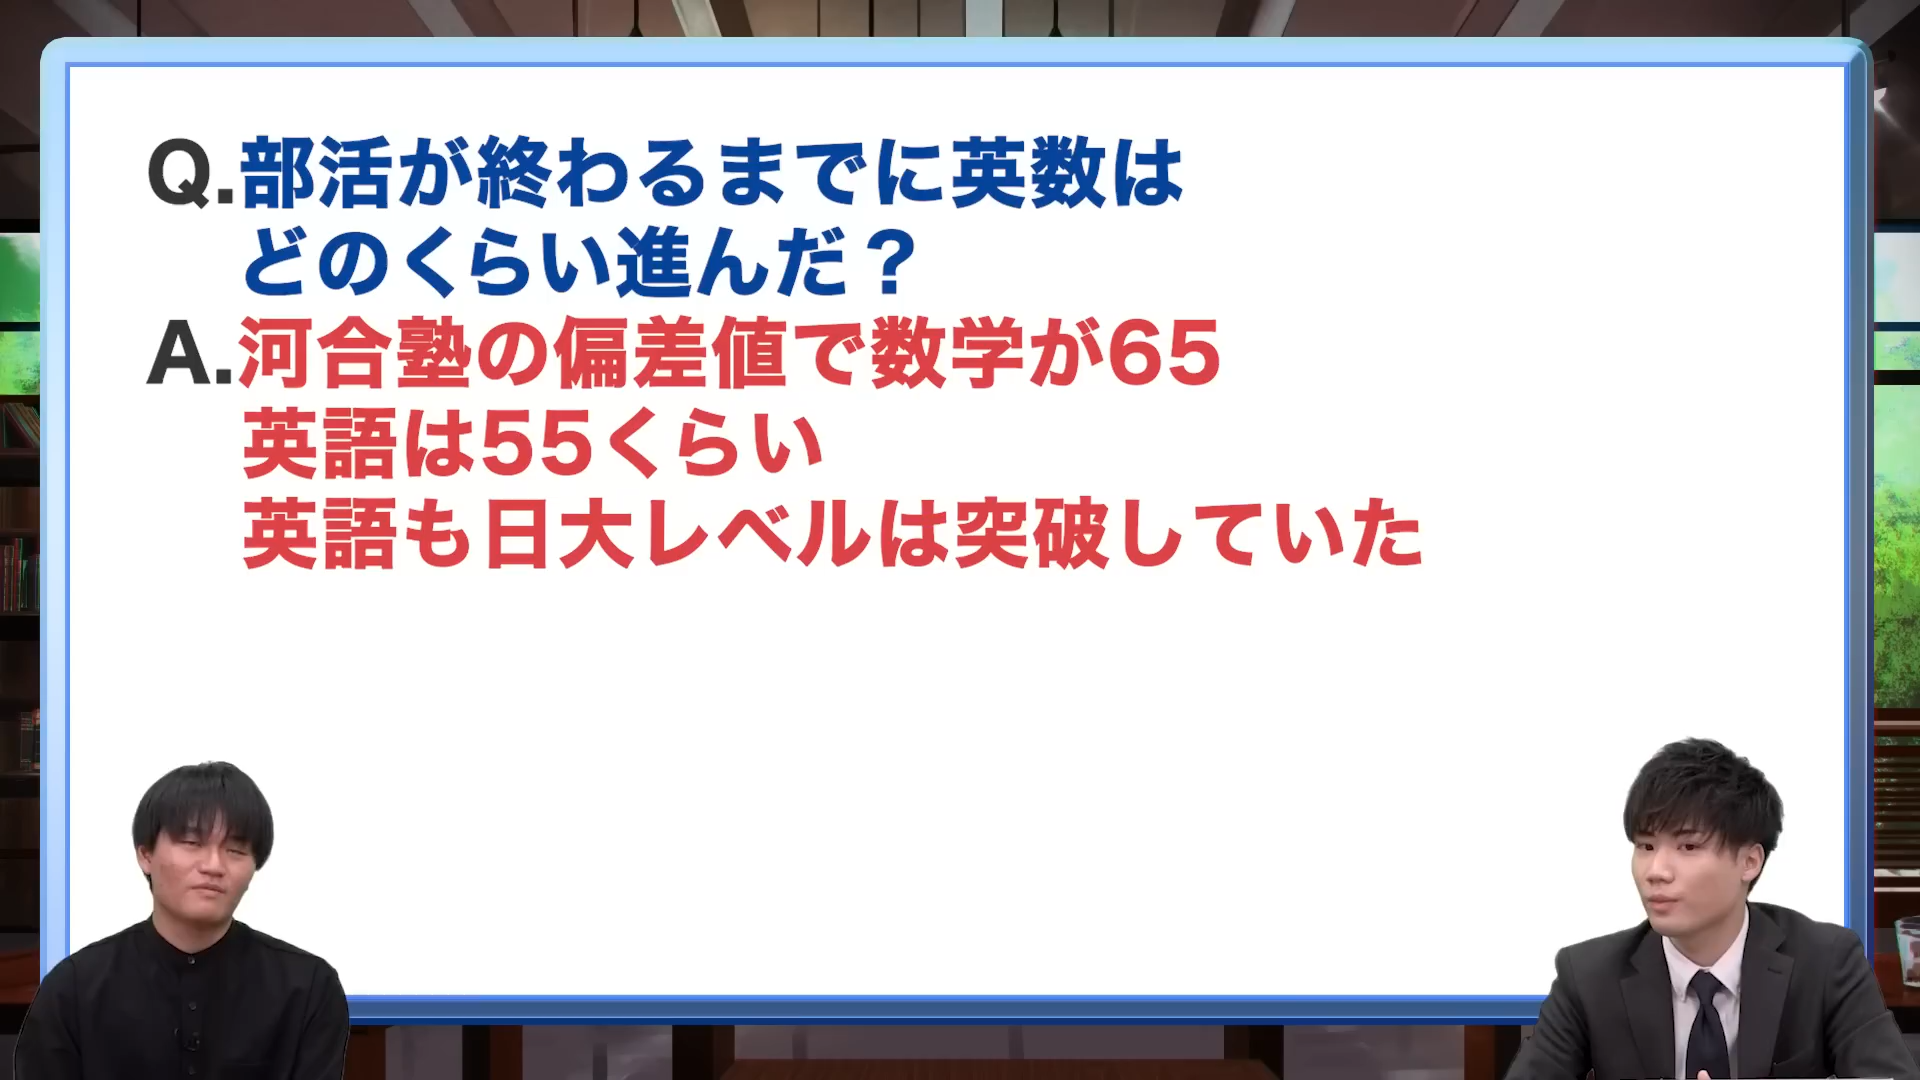 Q.部活が終わるまでに英数は
どのくらい進んだ？
A.河合塾の偏差値で数学が65
英語は55くらい
英語も日大レベルは突破していた